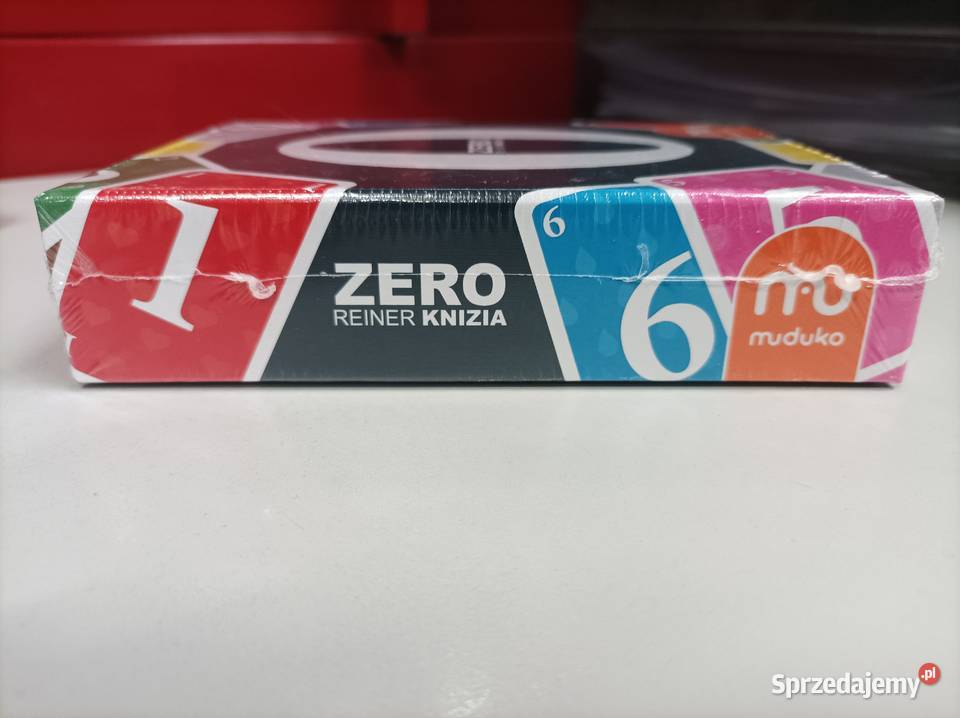 1
ZERO
REINER KNIZIA
6
6
muduko
Sprzedajemy.pl